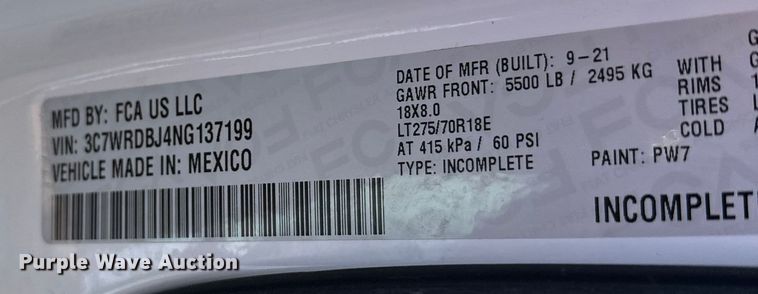 MFD BY: FCA US LLC
VIN: 3C7WRDBJ4NG137199
VEHICLE MADE IN: MEXICO
DATE OF MFR (BUILT): 9-21
GAWR FRONT: 5500 LB / 2495 KG WITH
18X8.0 RIMS
LT275/70R18E TIRES
AT 415 kPa / 60 PSI COLD
TYPE: INCOMPLETE PAINT: PW7
INCOMPLET
Purple Wave Auction